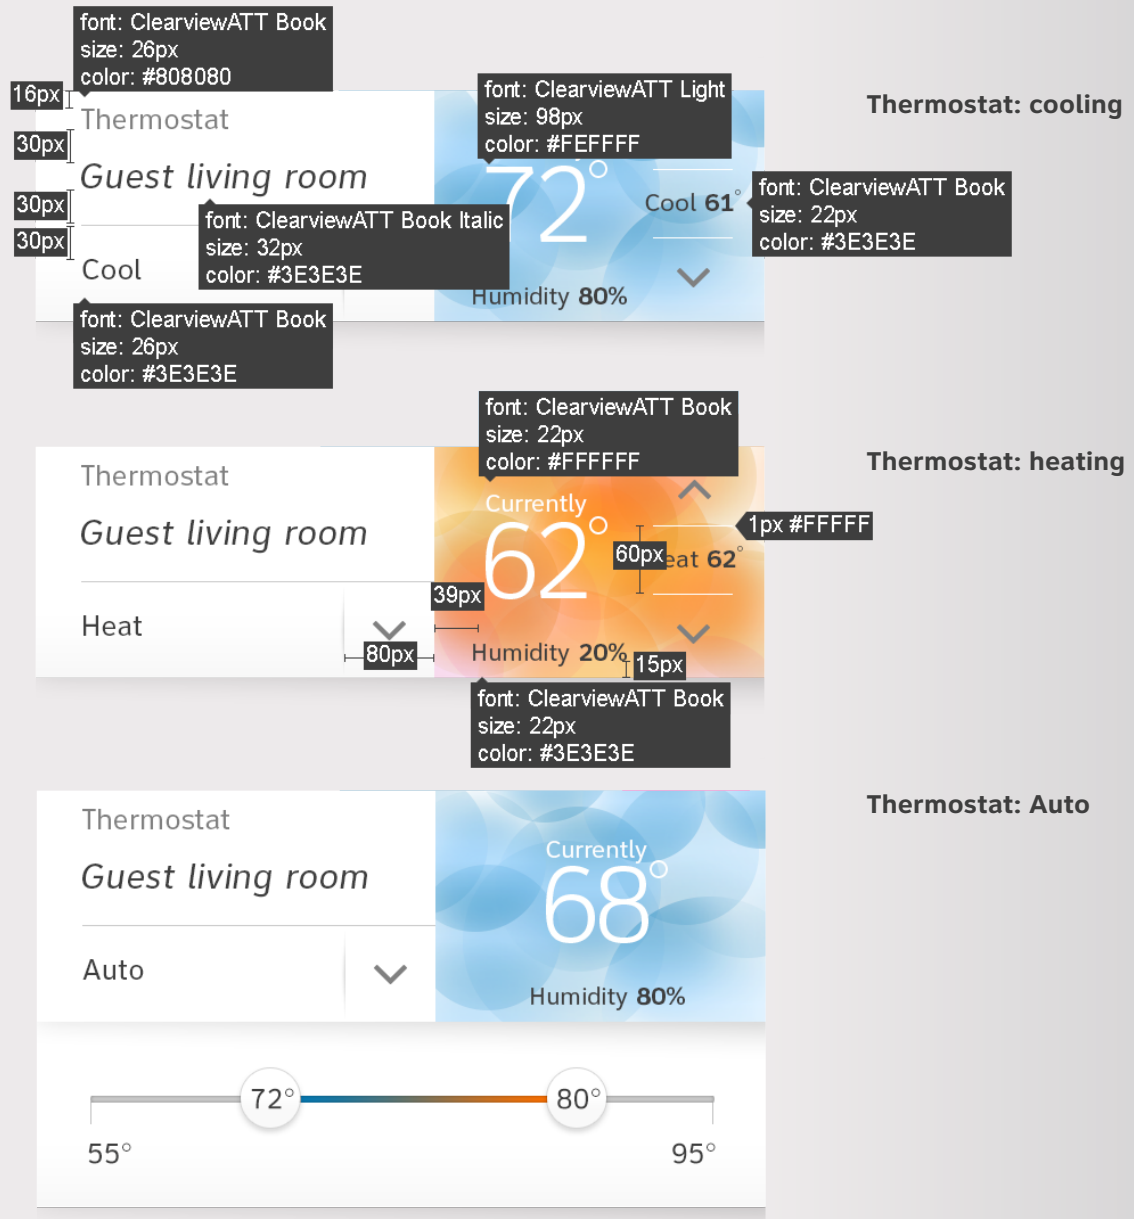 font: ClearviewATT Book
size: 26px
color: #808080
16px
Thermostat
30px
Guest living room
30px
30px
Cool
font: ClearviewATT Book Italic
size: 32px
color: #3E3E3E
font: ClearviewATT Book
size: 26px
color: #3E3E3E
font: ClearviewATT Light
size: 98px
color: #FEFFFF
72°
Cool 61°
Humidity 80%
font: ClearviewATT Book
size: 22px
color: #3E3E3E
Thermostat: cooling
font: ClearviewATT Book
size: 22px
color: #FFFFFF
Thermostat: heating
Thermostat
Guest living room
Heat
80px
39px
Currently
62°
60px
eat 62°
1px #FFFFF
Humidity 20%
15px
font: ClearviewATT Book
size: 22px
color: #3E3E3E
Thermostat: Auto
Thermostat
Guest living room
Auto
Currently
68°
Humidity 80%
72°
80°
55°
95°